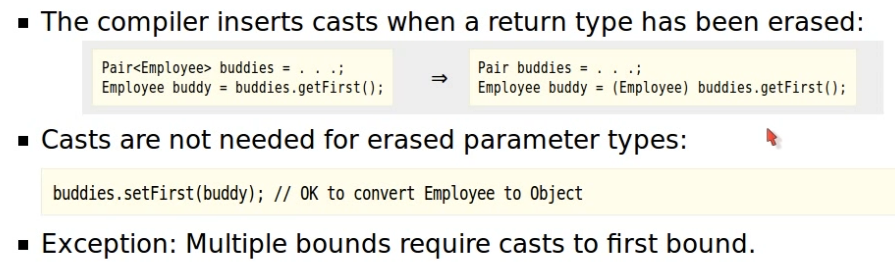 ▪ The compiler inserts casts when a return type has been erased:
Pair<Employee> buddies = . . .;
Employee buddy = buddies.getFirst();
⇒
Pair buddies = . . .;
Employee buddy = (Employee) buddies.getFirst();
▪ Casts are not needed for erased parameter types:
buddies.setFirst(buddy); // OK to convert Employee to Object
▪ Exception: Multiple bounds require casts to first bound.